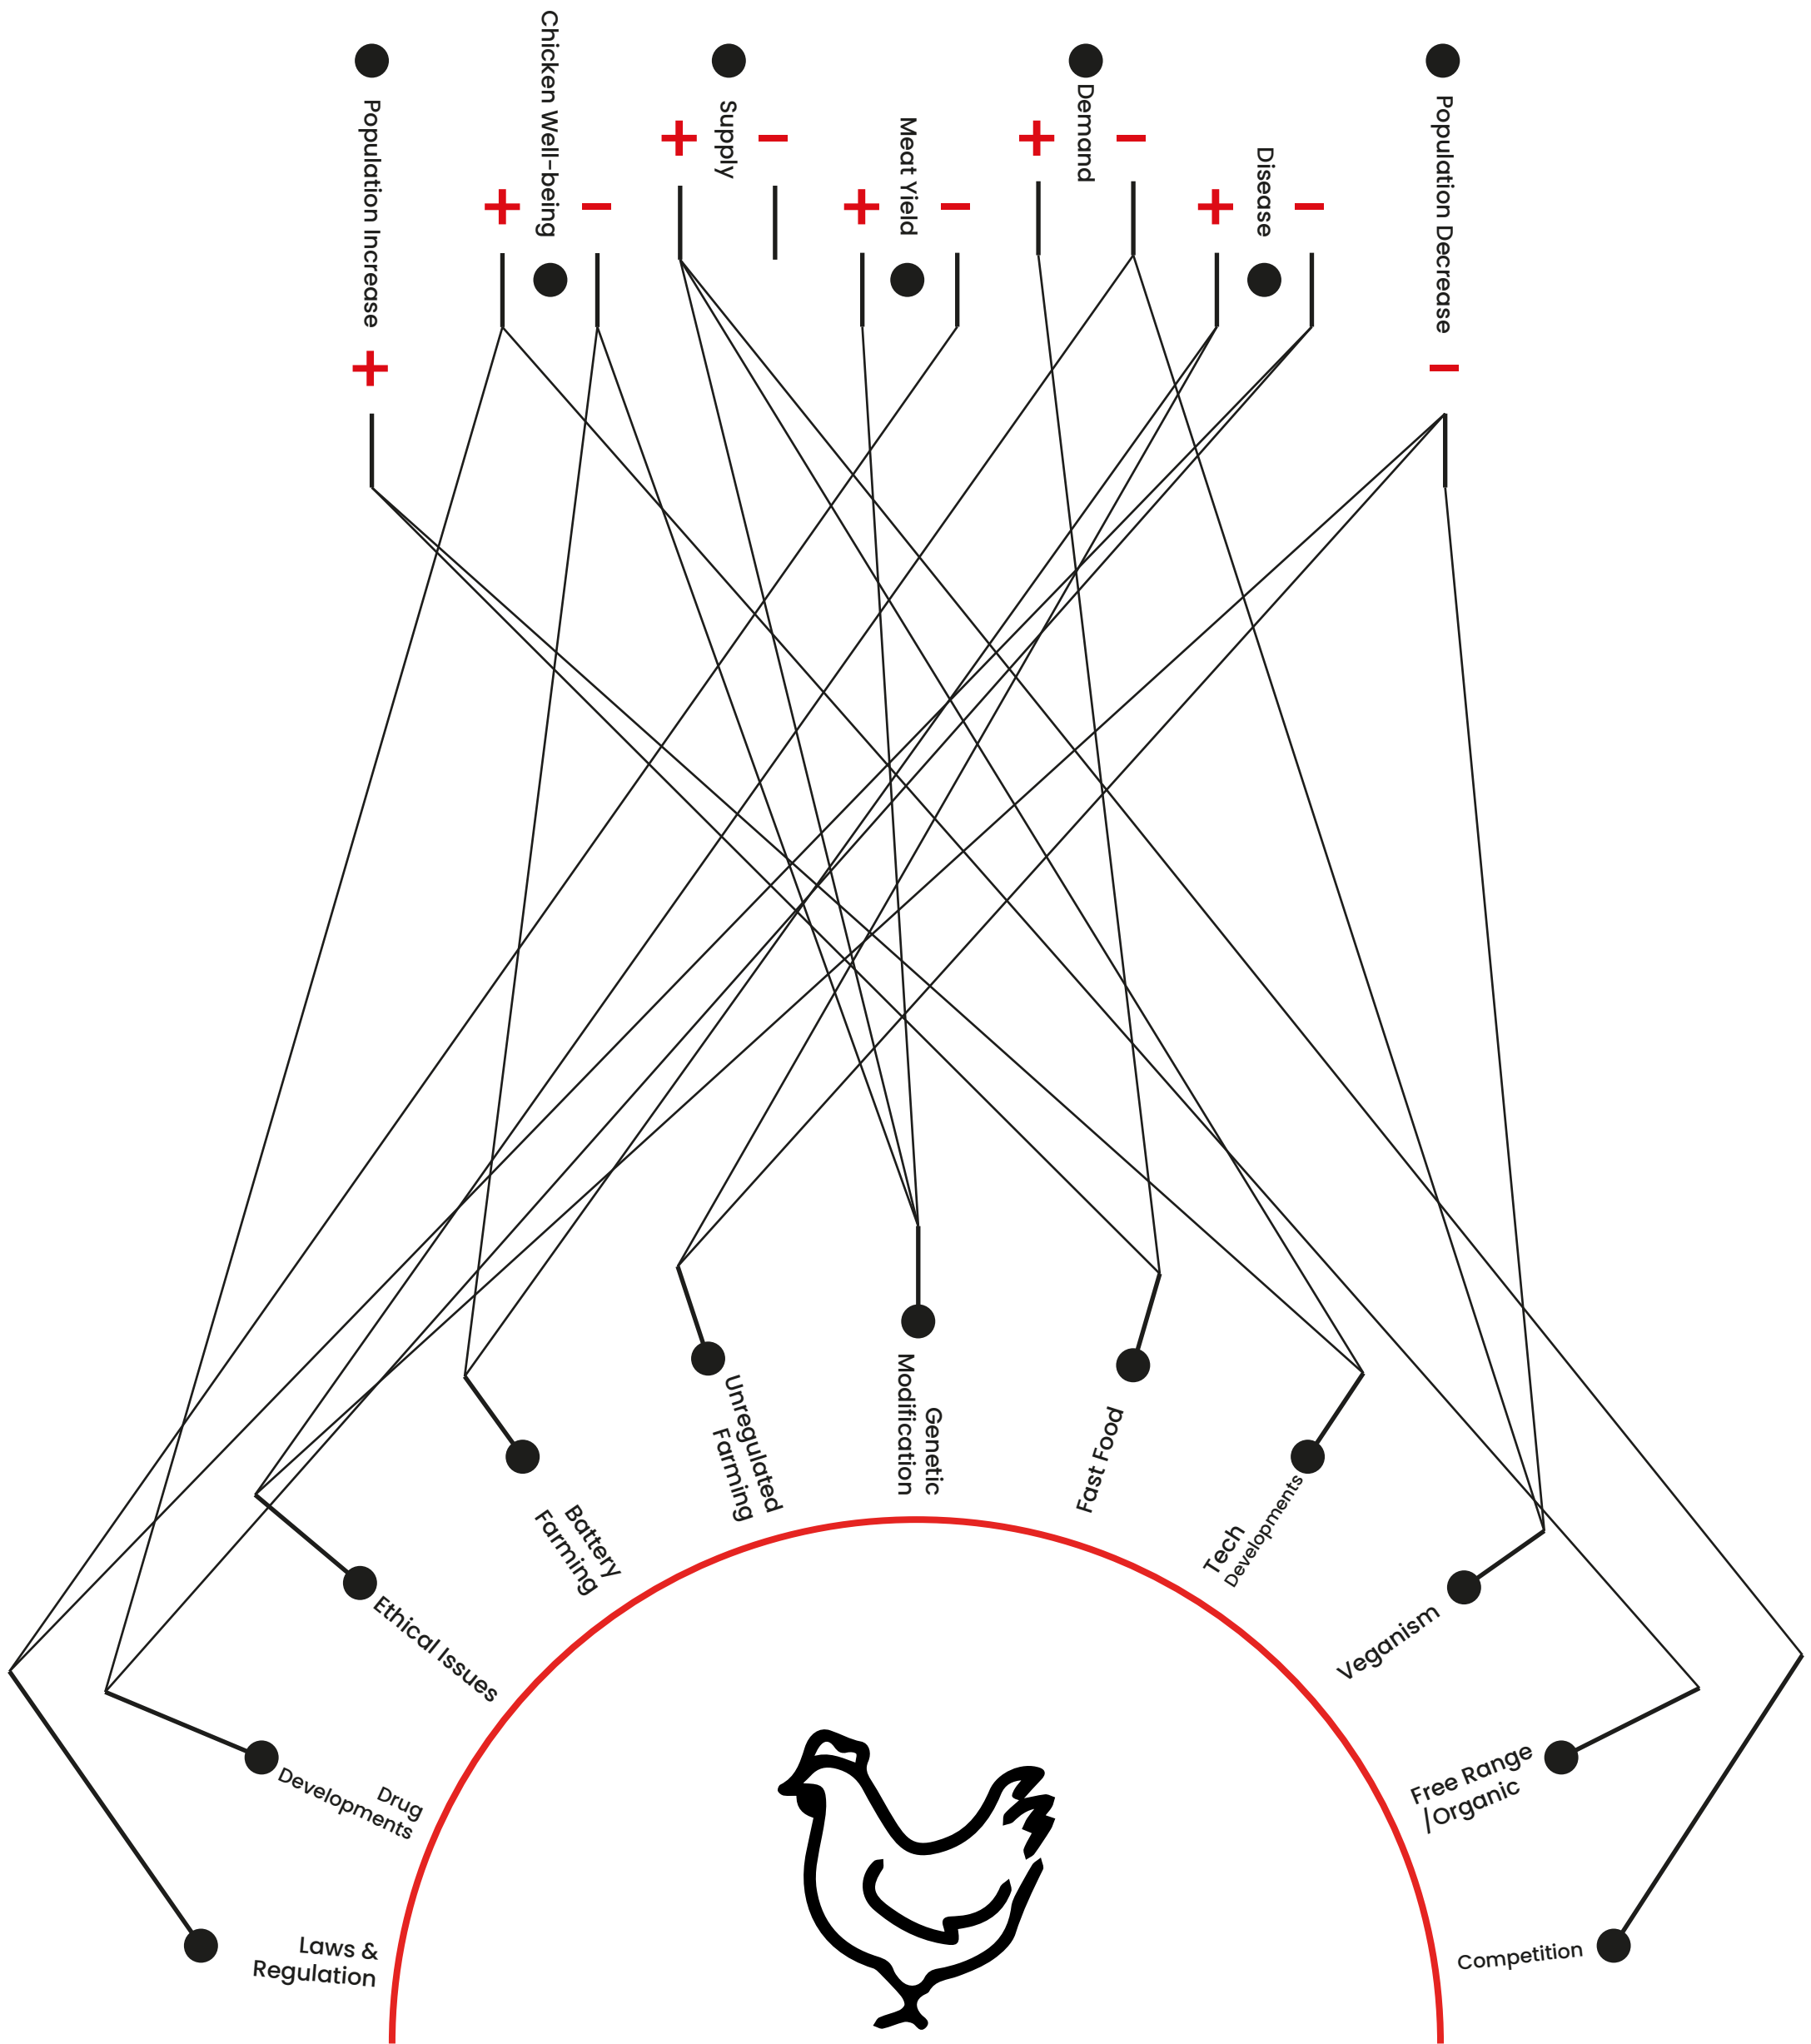 Population Increase
+
Chicken Well-being
+
−
Supply
+
−
Meat Yield
+
−
Demand
+
−
Disease
+
−
Population Decrease
−
Laws &
Regulation
Drug
Developments
Ethical Issues
Battery
Farming
Unregulated
Farming
Genetic
Modification
Fast Food
Tech
Developments
Veganism
Free Range
|Organic
Competition